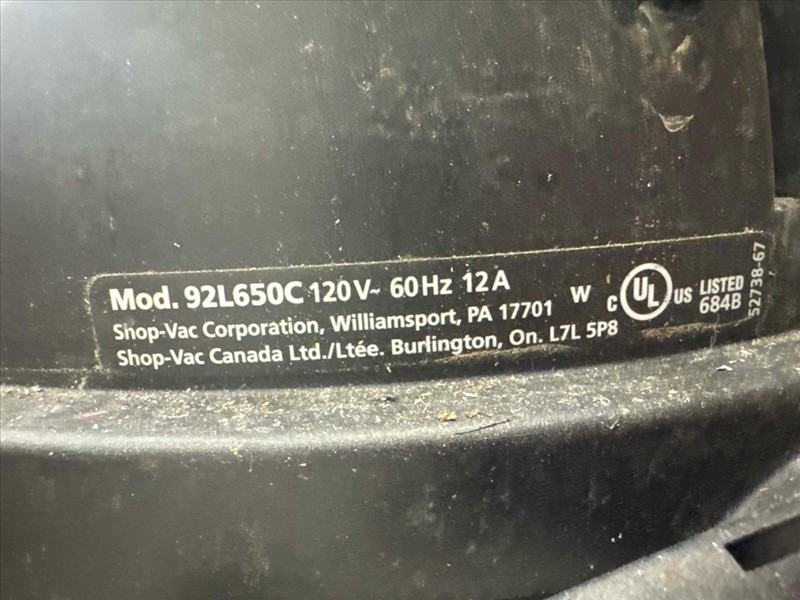 Mod. 92L650C 120V~ 60Hz 12A
Shop-Vac Corporation, Williamsport, PA 17701
Shop-Vac Canada Ltd./Ltée. Burlington, On. L7L 5P8
W
C UL US
LISTED
684B
52738-67